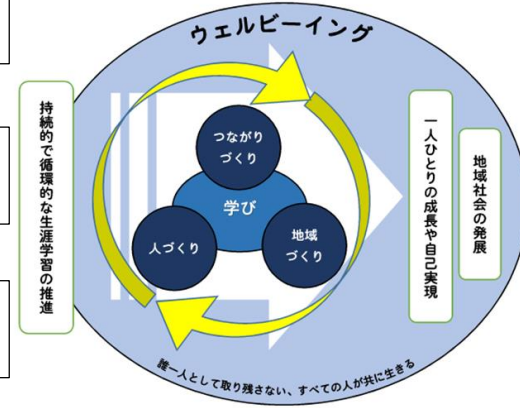 ウェルビーイング
持続的で循環的な生涯学習の推進
つながり
づくり
学び
人づくり
地域
づくり
一人ひとりの成長や自己実現
地域社会の発展
誰一人として取り残さない、すべての人が共に生きる